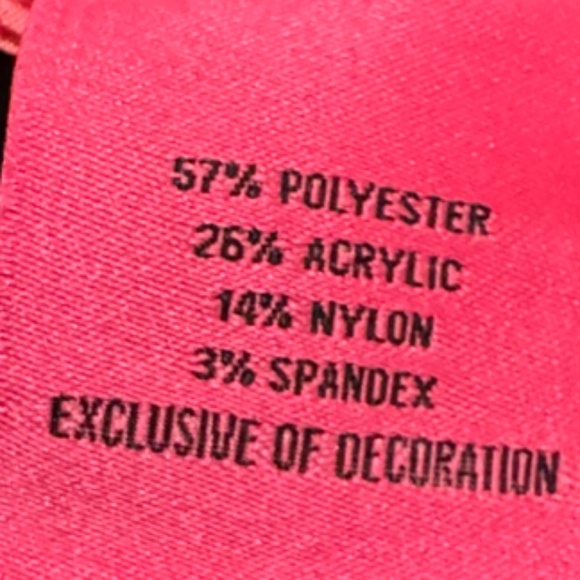 57% POLYESTER
26% ACRYLIC
14% NYLON
3% SPANDEX
EXCLUSIVE OF DECORATION